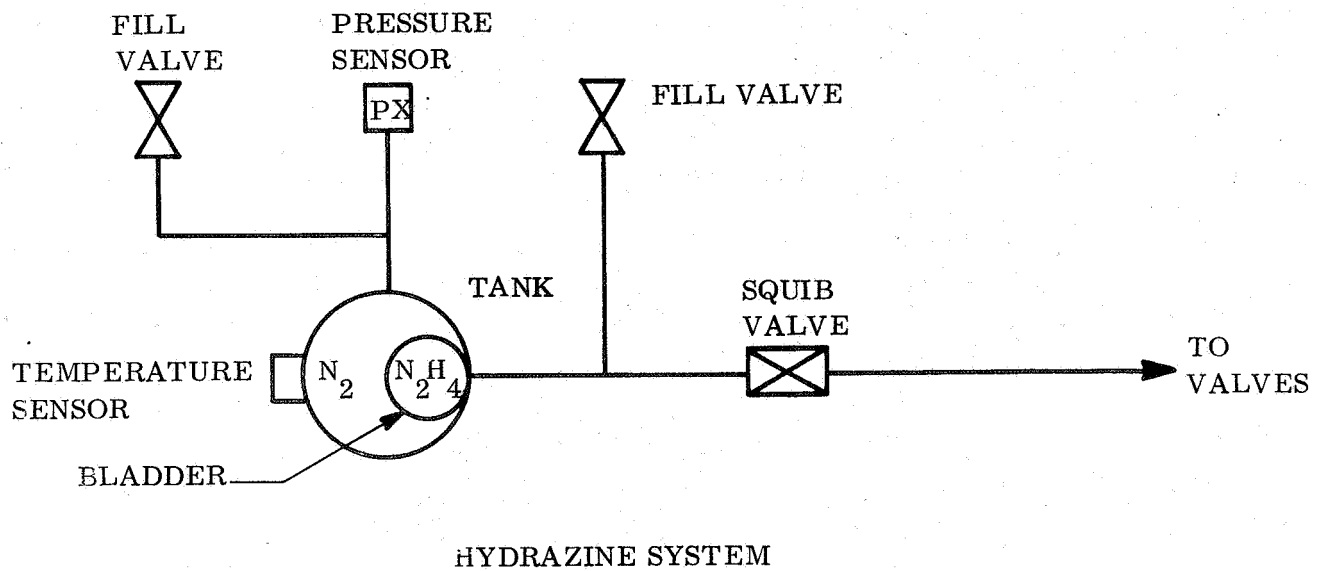 FILL
VALVE
PRESSURE
SENSOR
PX
FILL VALVE
TANK
SQUIB
VALVE
TO
VALVES
TEMPERATURE
SENSOR
N2
N2H4
BLADDER
HYDRAZINE SYSTEM